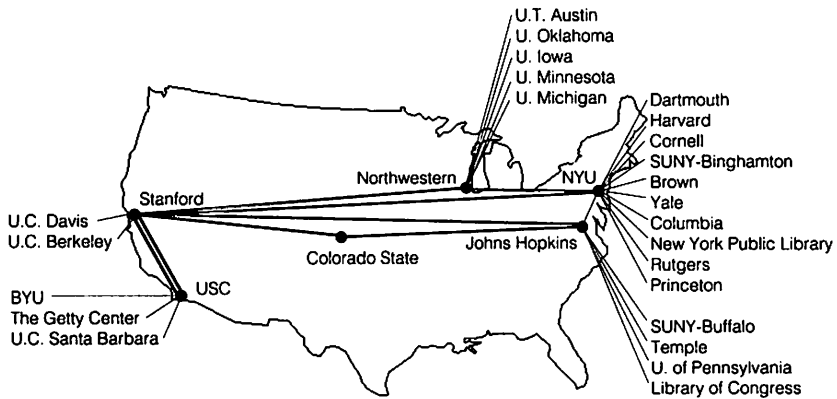 U.T. Austin
U. Oklahoma
U. Iowa
U. Minnesota
U. Michigan
Dartmouth
Harvard
Cornell
SUNY-Binghamton
Brown
Yale
Columbia
New York Public Library
Rutgers
Princeton
Northwestern
NYU
Stanford
U.C. Davis
U.C. Berkeley
Colorado State
Johns Hopkins
USC
BYU
The Getty Center
U.C. Santa Barbara
SUNY-Buffalo
Temple
U. of Pennsylvania
Library of Congress